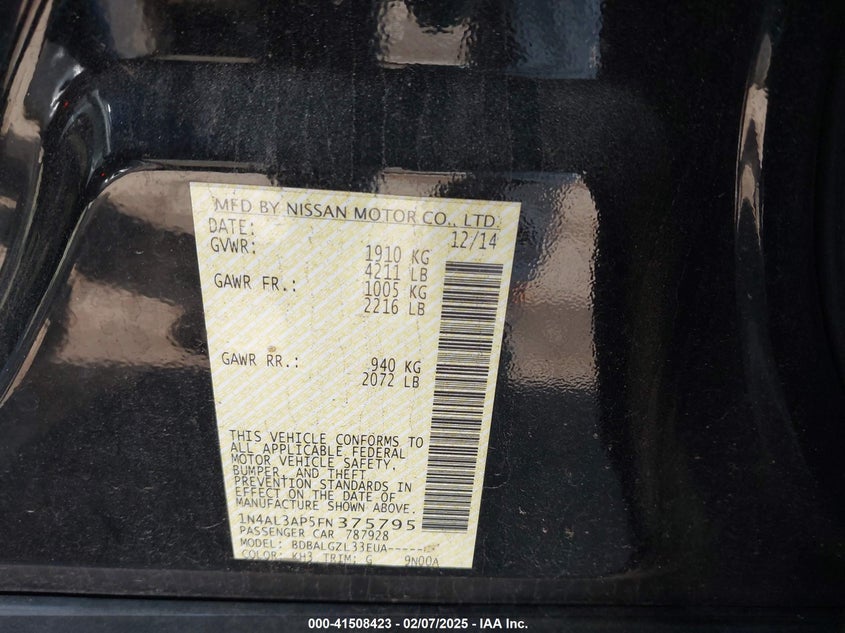 MFD BY NISSAN MOTOR CO., LTD.
DATE: 12/14
GVWR: 1910 KG
4211 LB
GAWR FR.: 1005 KG
2216 LB
GAWR RR.: 940 KG
2072 LB
THIS VEHICLE CONFORMS TO
ALL APPLICABLE FEDERAL
MOTOR VEHICLE SAFETY,
BUMPER, AND THEFT
PREVENTION STANDARDS IN
EFFECT ON THE DATE OF
MANUFACTURE SHOWN ABOVE.
1N4AL3AP5FN375795
PASSENGER CAR 787928
MODEL: BDBALGZL33EUA------
COLOR: KH3 TRIM: G 9N00A
000-41508423 - 02/07/2025 - IAA Inc.